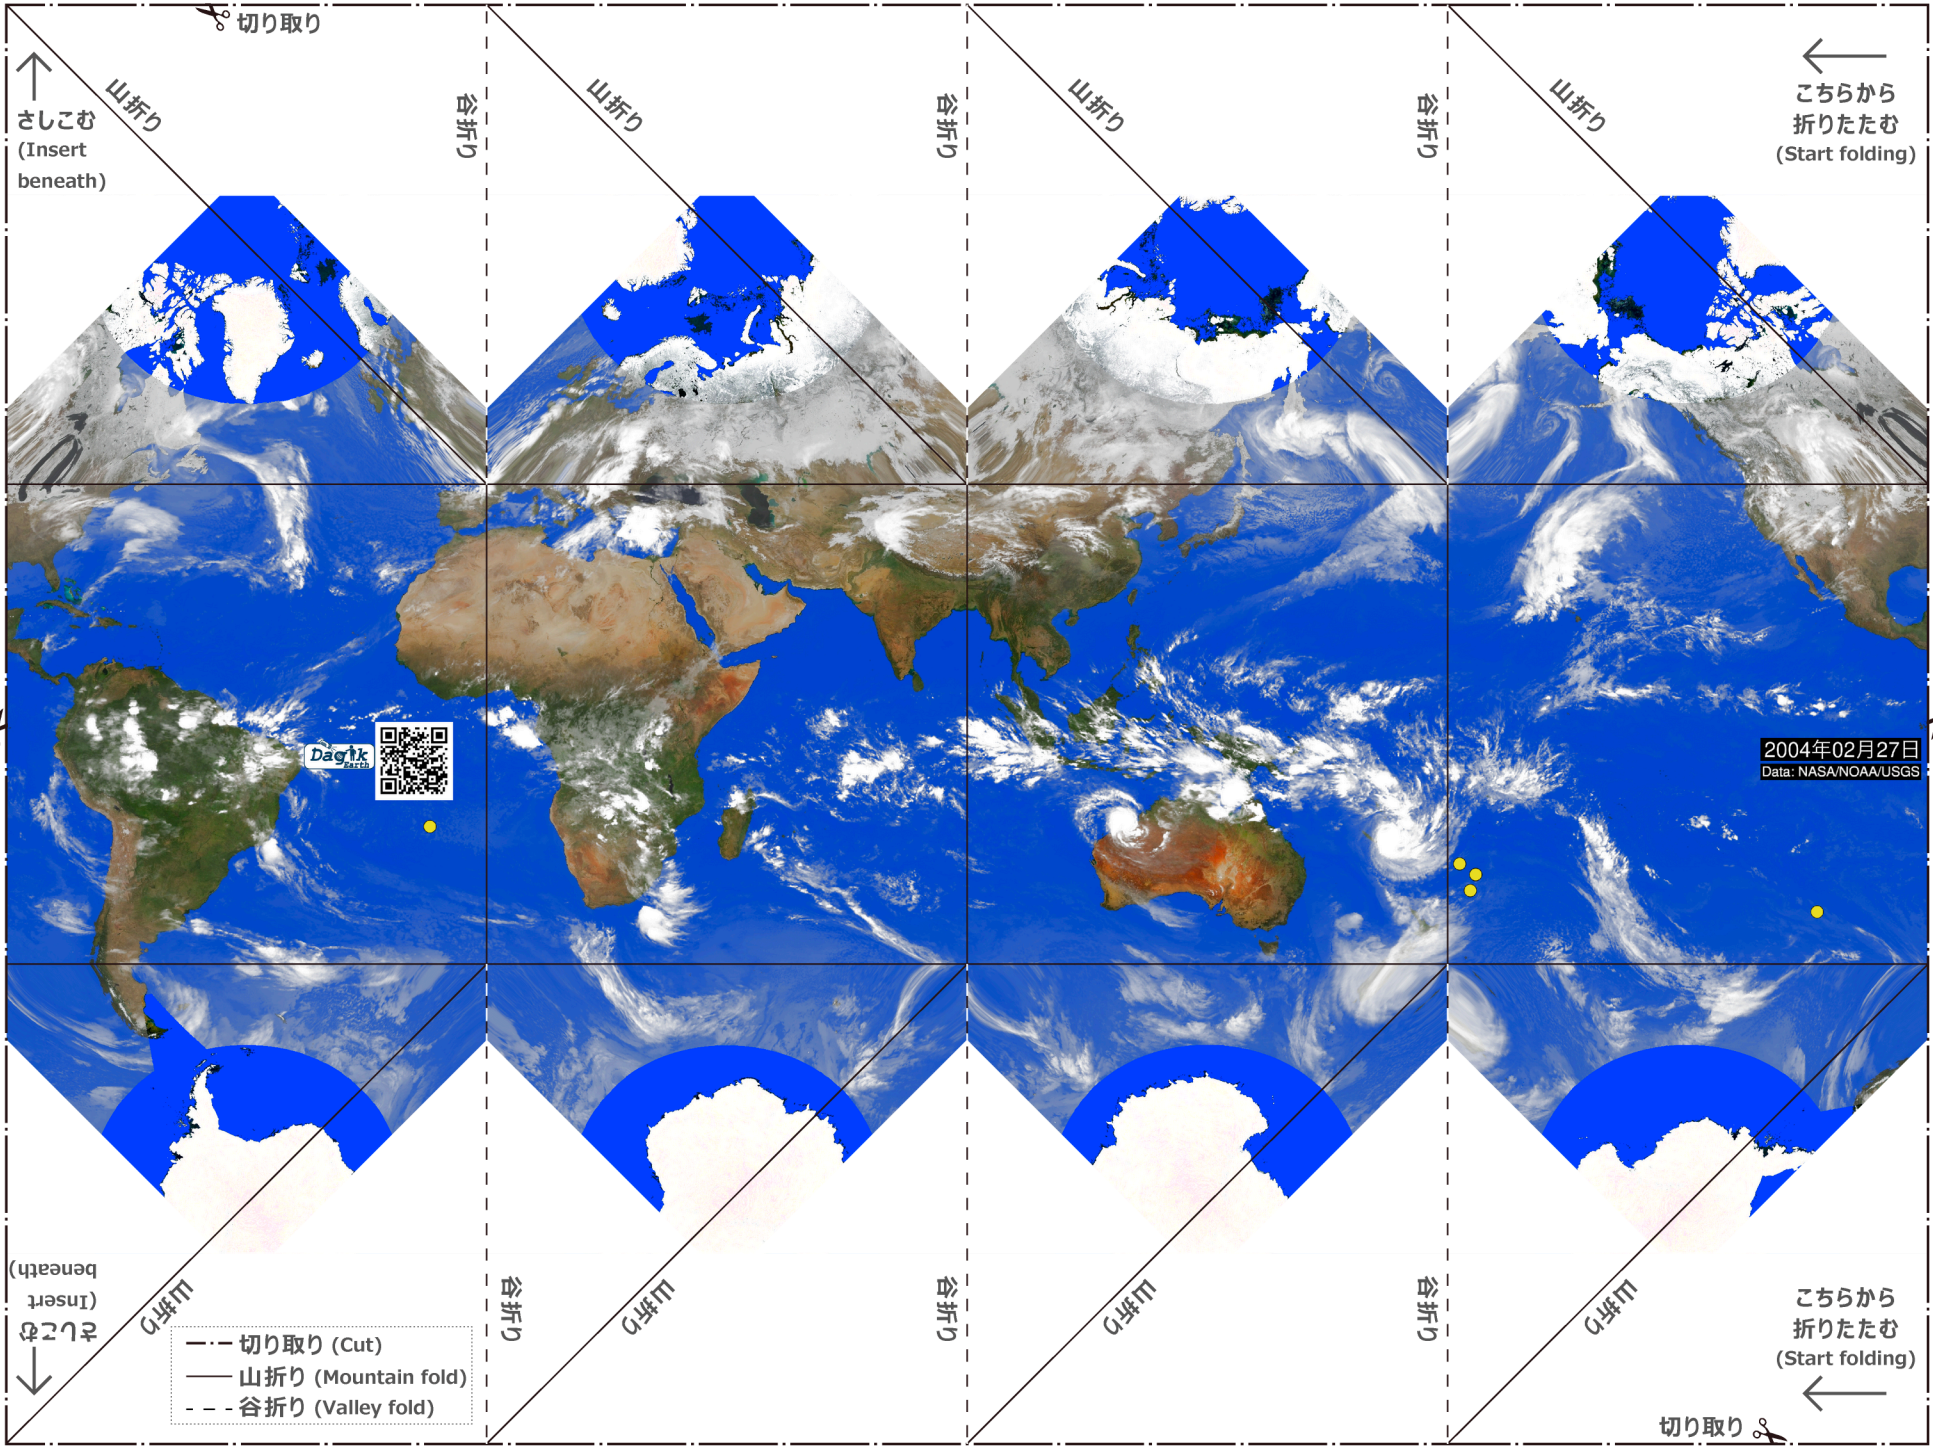 切り取り
山折り
谷折り
山折り
谷折り
山折り
谷折り
山折り
さしこむ
(Insert
beneath)
こちらから
折りたたむ
(Start folding)
Dagik
Earth
2004年02月27日
Data: NASA/NOAA/USGS
さしこむ
(Insert
beneath)
山折り
谷折り
山折り
谷折り
山折り
谷折り
山折り
こちらから
折りたたむ
(Start folding)
切り取り (Cut)
山折り (Mountain fold)
谷折り (Valley fold)
切り取り